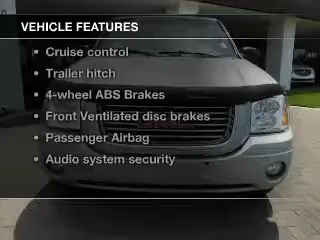 VEHICLE FEATURES
• Cruise control
• Trailer hitch
• 4-wheel ABS Brakes
• Front Ventilated disc brakes
• Passenger Airbag
• Audio system security